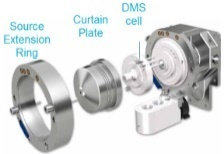 Source
Extension
Ring
Curtain
Plate
DMS
cell